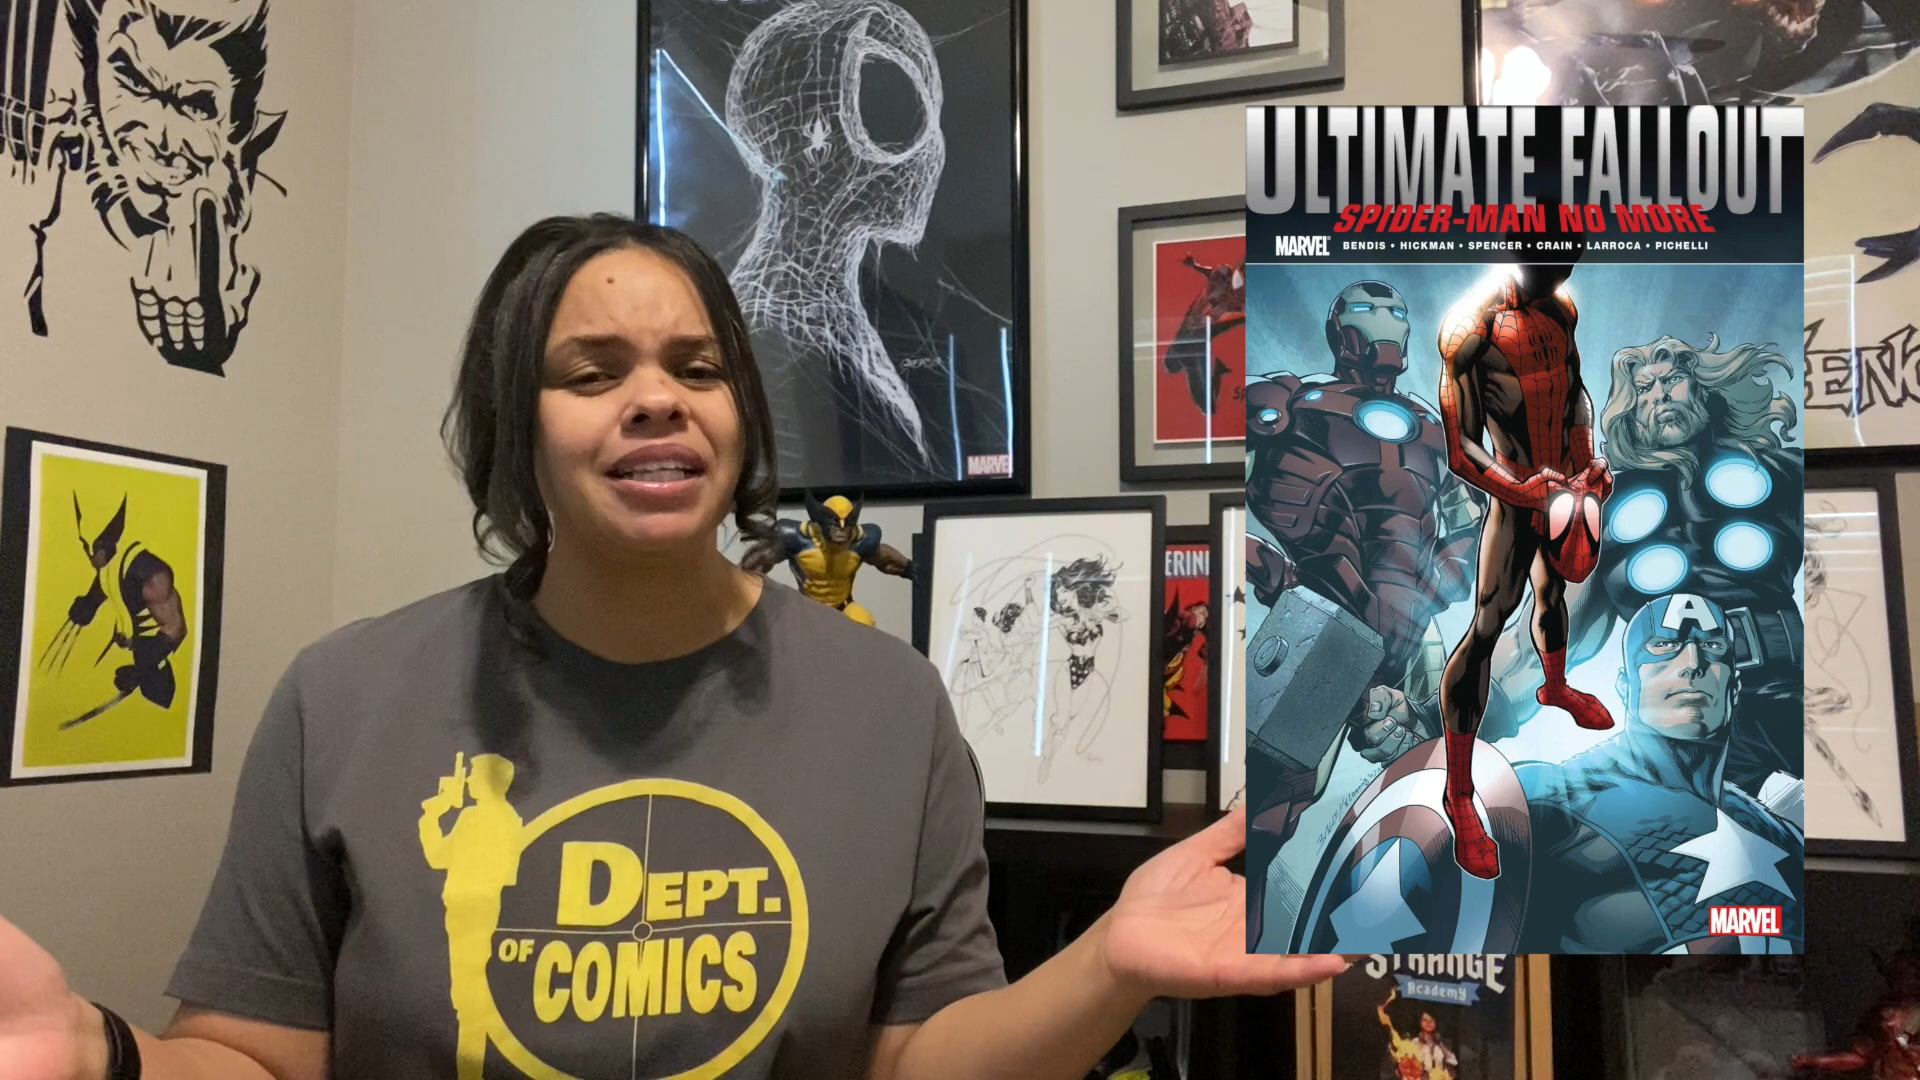 MARVEL
ULTIMATE FALLOUT
SPIDER-MAN NO MORE
MARVEL
BENDIS • HICKMAN • SPENCER • CRAIN • LARROCA • PICHELLI
MARVEL
DEPT.
OF COMICS
STRANGE
Academy